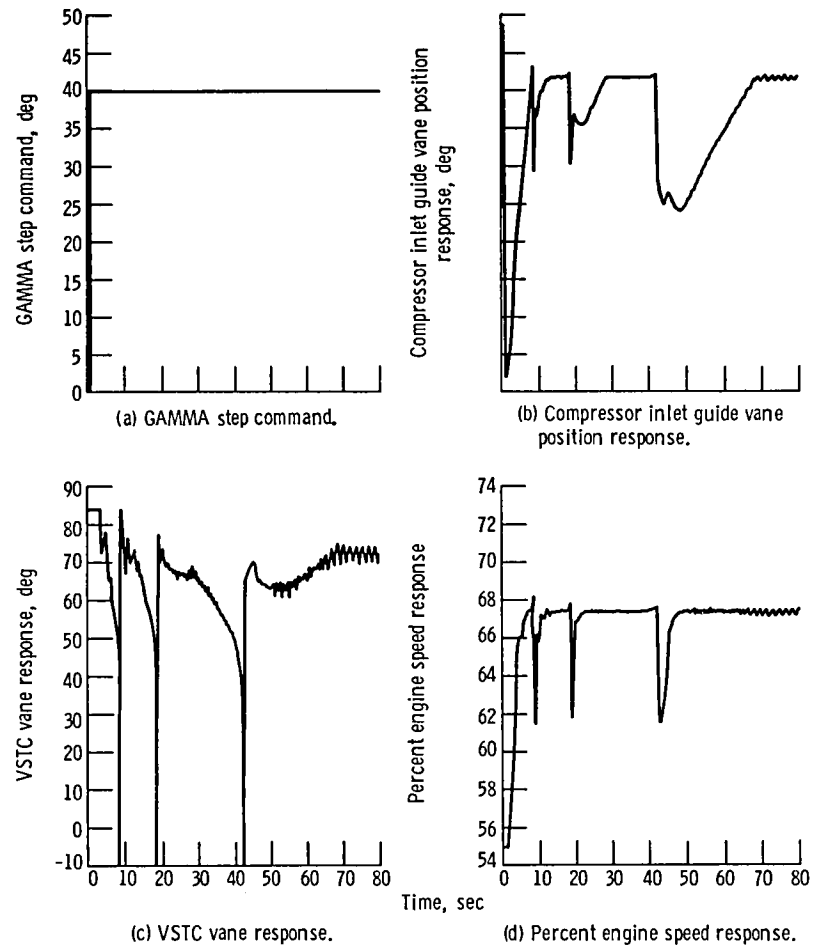 GAMMA step command, deg
50
45
40
35
30
25
20
15
10
5
0
(a) GAMMA step command.
Compressor inlet guide vane position
response, deg
(b) Compressor inlet guide vane
position response.
VSTC vane response, deg
90
80
70
60
50
40
30
20
10
0
-10
0 10 20 30 40 50 60 70 80
(c) VSTC vane response.
Percent engine speed response
74
72
70
68
66
64
62
60
58
56
54
0 10 20 30 40 50 60 70 80
Time, sec
(d) Percent engine speed response.